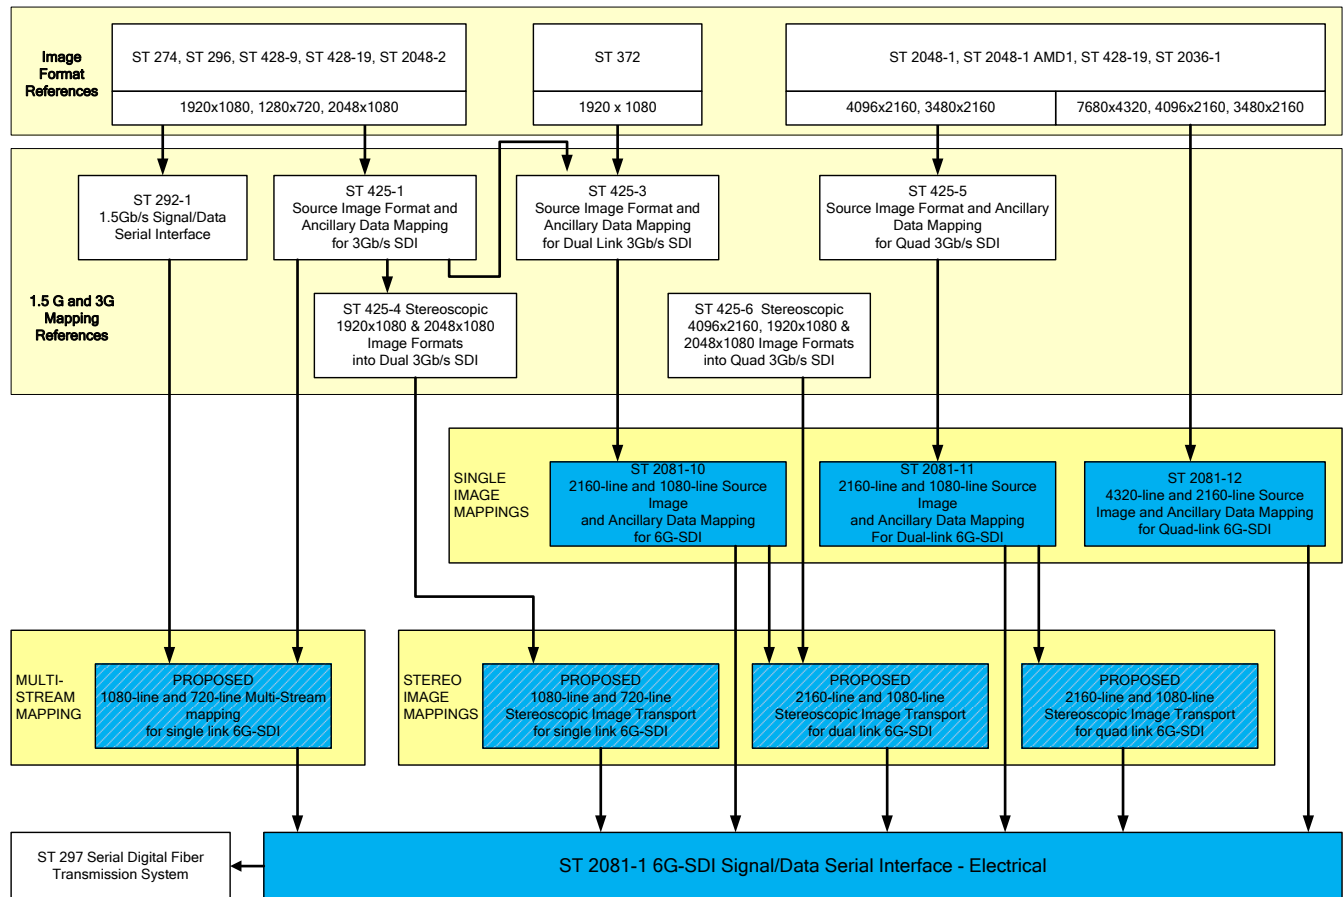 Image
Format
References
ST 274, ST 296, ST 428-9, ST 428-19, ST 2048-2
1920x1080, 1280x720, 2048x1080
ST 372
1920 x 1080
ST 2048-1, ST 2048-1 AMD1, ST 428-19, ST 2036-1
4096x2160, 3480x2160
7680x4320, 4096x2160, 3480x2160
1.5 G and 3G
Mapping
References
ST 292-1
1.5Gb/s Signal/Data
Serial Interface
ST 425-1
Source Image Format and
Ancillary Data Mapping
for 3Gb/s SDI
ST 425-3
Source Image Format and
Ancillary Data Mapping
for Dual Link 3Gb/s SDI
ST 425-5
Source Image Format and Ancillary
Data Mapping
for Quad 3Gb/s SDI
ST 425-4 Stereoscopic
1920x1080 & 2048x1080
Image Formats
into Dual 3Gb/s SDI
ST 425-6 Stereoscopic
4096x2160, 1920x1080 &
2048x1080 Image Formats
into Quad 3Gb/s SDI
SINGLE
IMAGE
MAPPINGS
ST 2081-10
2160-line and 1080-line Source
Image
and Ancillary Data Mapping
for 6G-SDI
ST 2081-11
2160-line and 1080-line Source
Image
and Ancillary Data Mapping
For Dual-link 6G-SDI
ST 2081-12
4320-line and 2160-line Source
Image and Ancillary Data Mapping
for Quad-link 6G-SDI
MULTI-
STREAM
MAPPING
PROPOSED
1080-line and 720-line Multi-Stream
mapping
for single link 6G-SDI
STEREO
IMAGE
MAPPINGS
PROPOSED
1080-line and 720-line
Stereoscopic Image Transport
for single link 6G-SDI
PROPOSED
2160-line and 1080-line
Stereoscopic Image Transport
for dual link 6G-SDI
PROPOSED
2160-line and 1080-line
Stereoscopic Image Transport
for quad link 6G-SDI
ST 297 Serial Digital Fiber
Transmission System
ST 2081-1 6G-SDI Signal/Data Serial Interface - Electrical